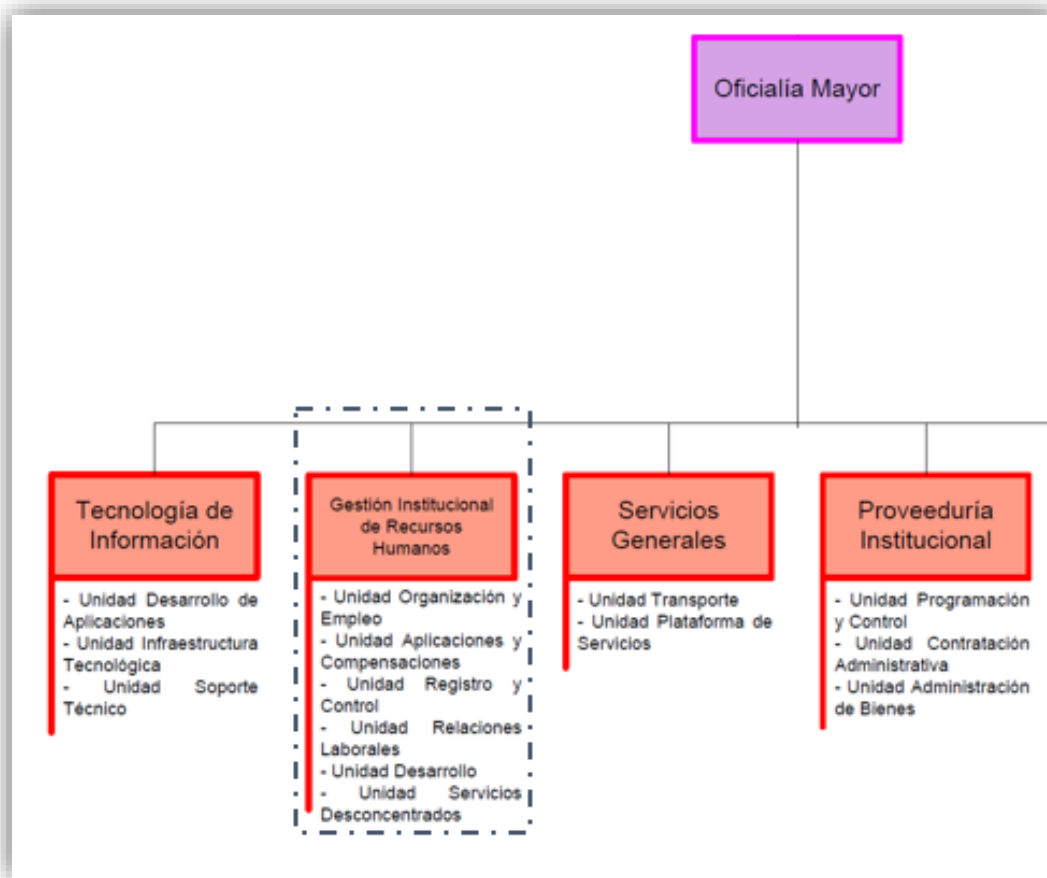 Oficialía Mayor
Tecnología de
Información
- Unidad Desarrollo de
Aplicaciones
- Unidad Infraestructura
Tecnológica
- Unidad Soporte
Técnico
Gestión Institucional
de Recursos
Humanos
- Unidad Organización y
Empleo
- Unidad Aplicaciones y
Compensaciones
- Unidad Registro y
Control
- Unidad Relaciones
Laborales
- Unidad Desarrollo
- Unidad Servicios
Desconcentrados
Servicios
Generales
- Unidad Transporte
- Unidad Plataforma de
Servicios
Proveeduría
Institucional
- Unidad Programación
y Control
- Unidad Contratación
Administrativa
- Unidad Administración
de Bienes